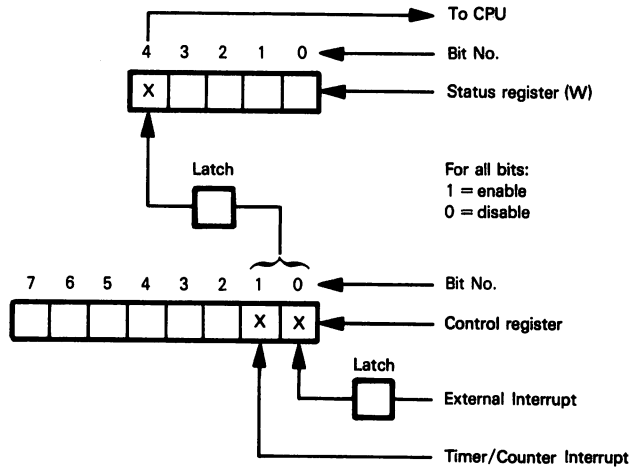 To CPU
4 3 2 1 0 Bit No.
X Status register (W)
Latch
For all bits:
1 = enable
0 = disable
7 6 5 4 3 2 1 0 Bit No.
X X Control register
Latch
External Interrupt
Timer/Counter Interrupt